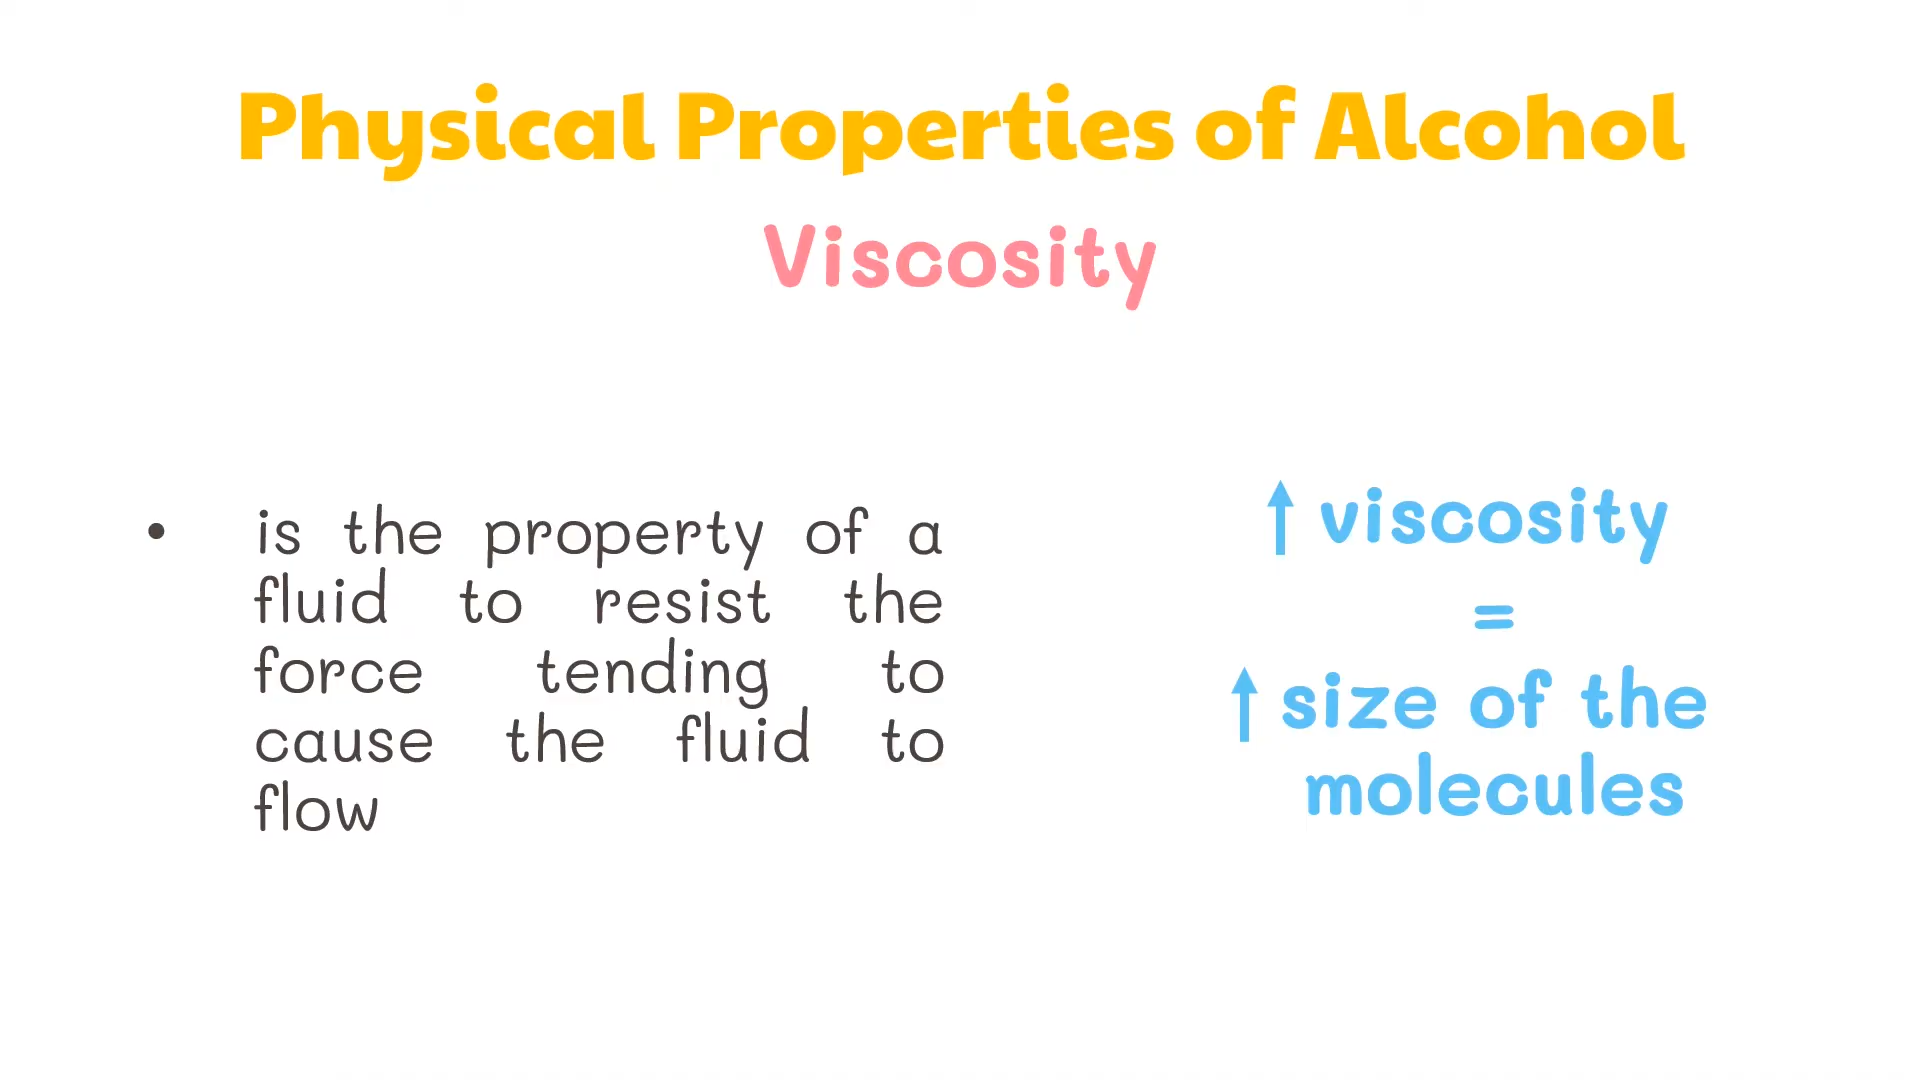 Physical Properties of Alcohol
Viscosity
• is the property of a
fluid to resist the
force tending to
cause the fluid to
flow
↑ viscosity
=
↑ size of the
molecules